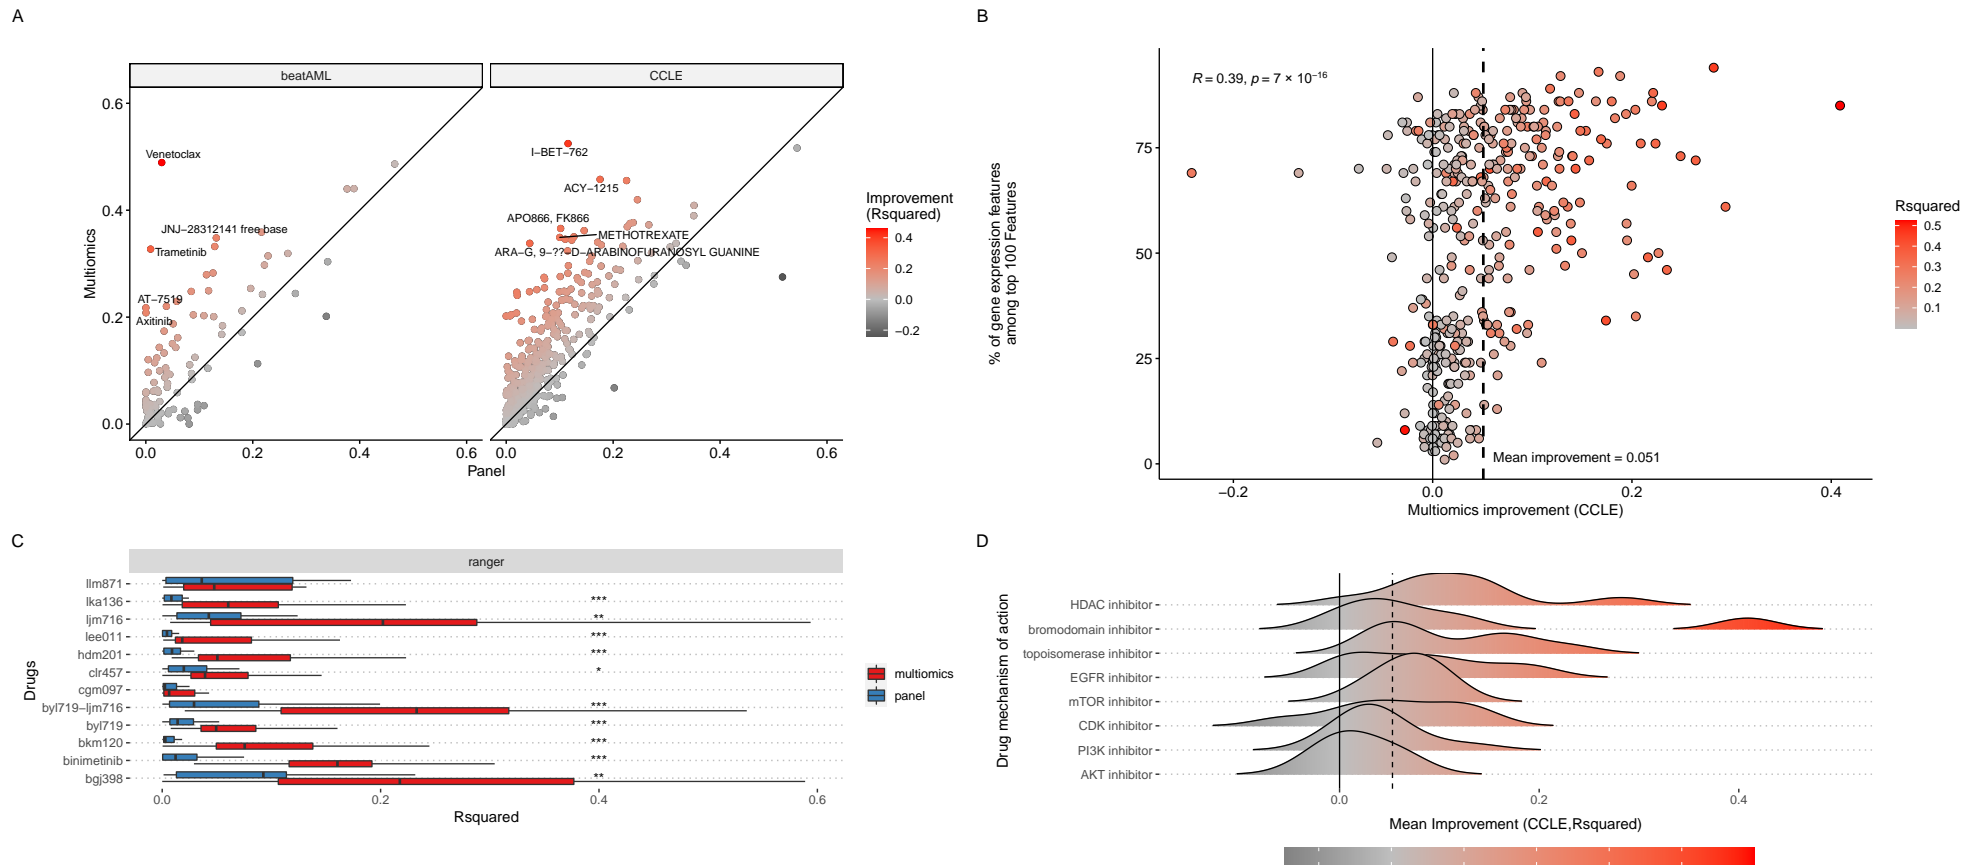 A
beatAML
CCLE
Multiomics
0.6
0.4
0.2
0.0
Venetoclax
JNJ−28312141 free base
Trametinib
AT−7519
Axitinib
I−BET−762
ACY−1215
APO866, FK866
METHOTREXATE
ARA−G, 9−??−D−ARABINOFURANOSYL GUANINE
0.0
0.2
0.4
0.6
0.0
0.2
0.4
0.6
Panel
Improvement
(Rsquared)
0.4
0.2
0.0
−0.2
B
R = 0.39, p = 7 × 10⁻¹⁶
% of gene expression features
among top 100 Features
75
50
25
0
Mean improvement = 0.051
−0.2
0.0
0.2
0.4
Multiomics improvement (CCLE)
Rsquared
0.5
0.4
0.3
0.2
0.1
C
ranger
Drugs
llm871
lka136
***
ljm716
**
lee011
***
hdm201
***
clr457
*
cgm097
byl719−ljm716
***
byl719
***
bkm120
***
binimetinib
***
bgj398
**
0.0
0.2
0.4
0.6
Rsquared
multiomics
panel
D
Drug mechanism of action
HDAC inhibitor
bromodomain inhibitor
topoisomerase inhibitor
EGFR inhibitor
mTOR inhibitor
CDK inhibitor
PI3K inhibitor
AKT inhibitor
0.0
0.2
0.4
Mean Improvement (CCLE,Rsquared)